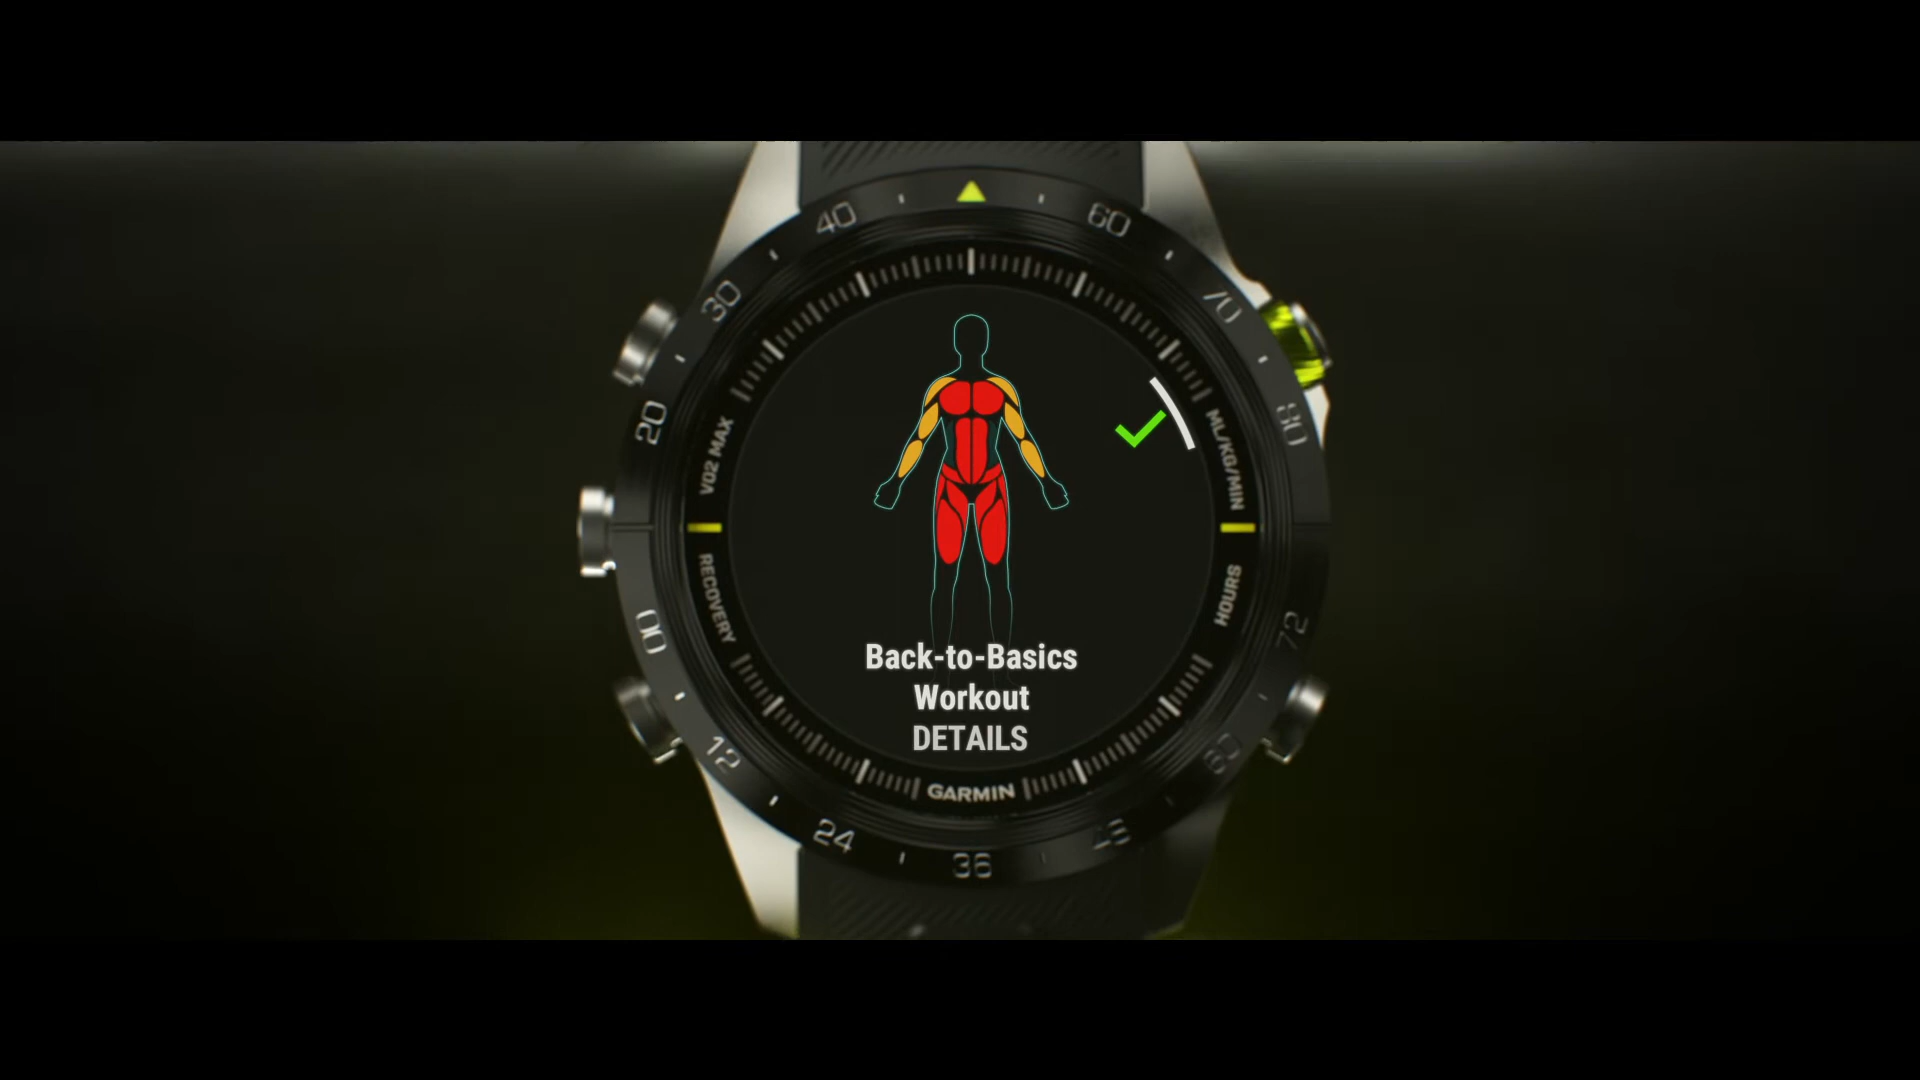 40
60
30
70
20
80
VO2 MAX
ML/KG/MIN
RECOVERY
HOURS
00
72
Back-to-Basics
Workout
DETAILS
12
60
GARMIN
24
48
36